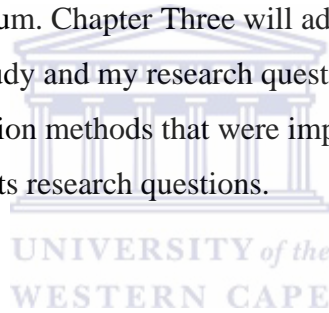 um. Chapter Three will ad
udy and my research quest
ion methods that were imp
ts research questions.
UNIVERSITY of the
WESTERN CAPE